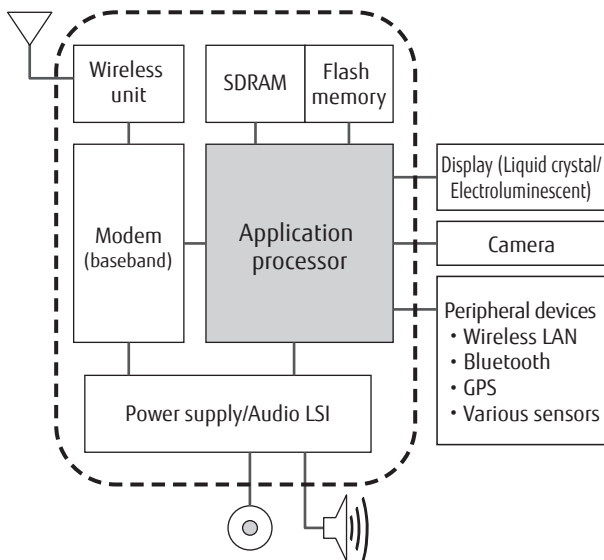 Wireless
unit
SDRAM
Flash
memory
Modem
(baseband)
Application
processor
Display (Liquid crystal/
Electroluminescent)
Camera
Peripheral devices
・Wireless LAN
・Bluetooth
・GPS
・Various sensors
Power supply/Audio LSI